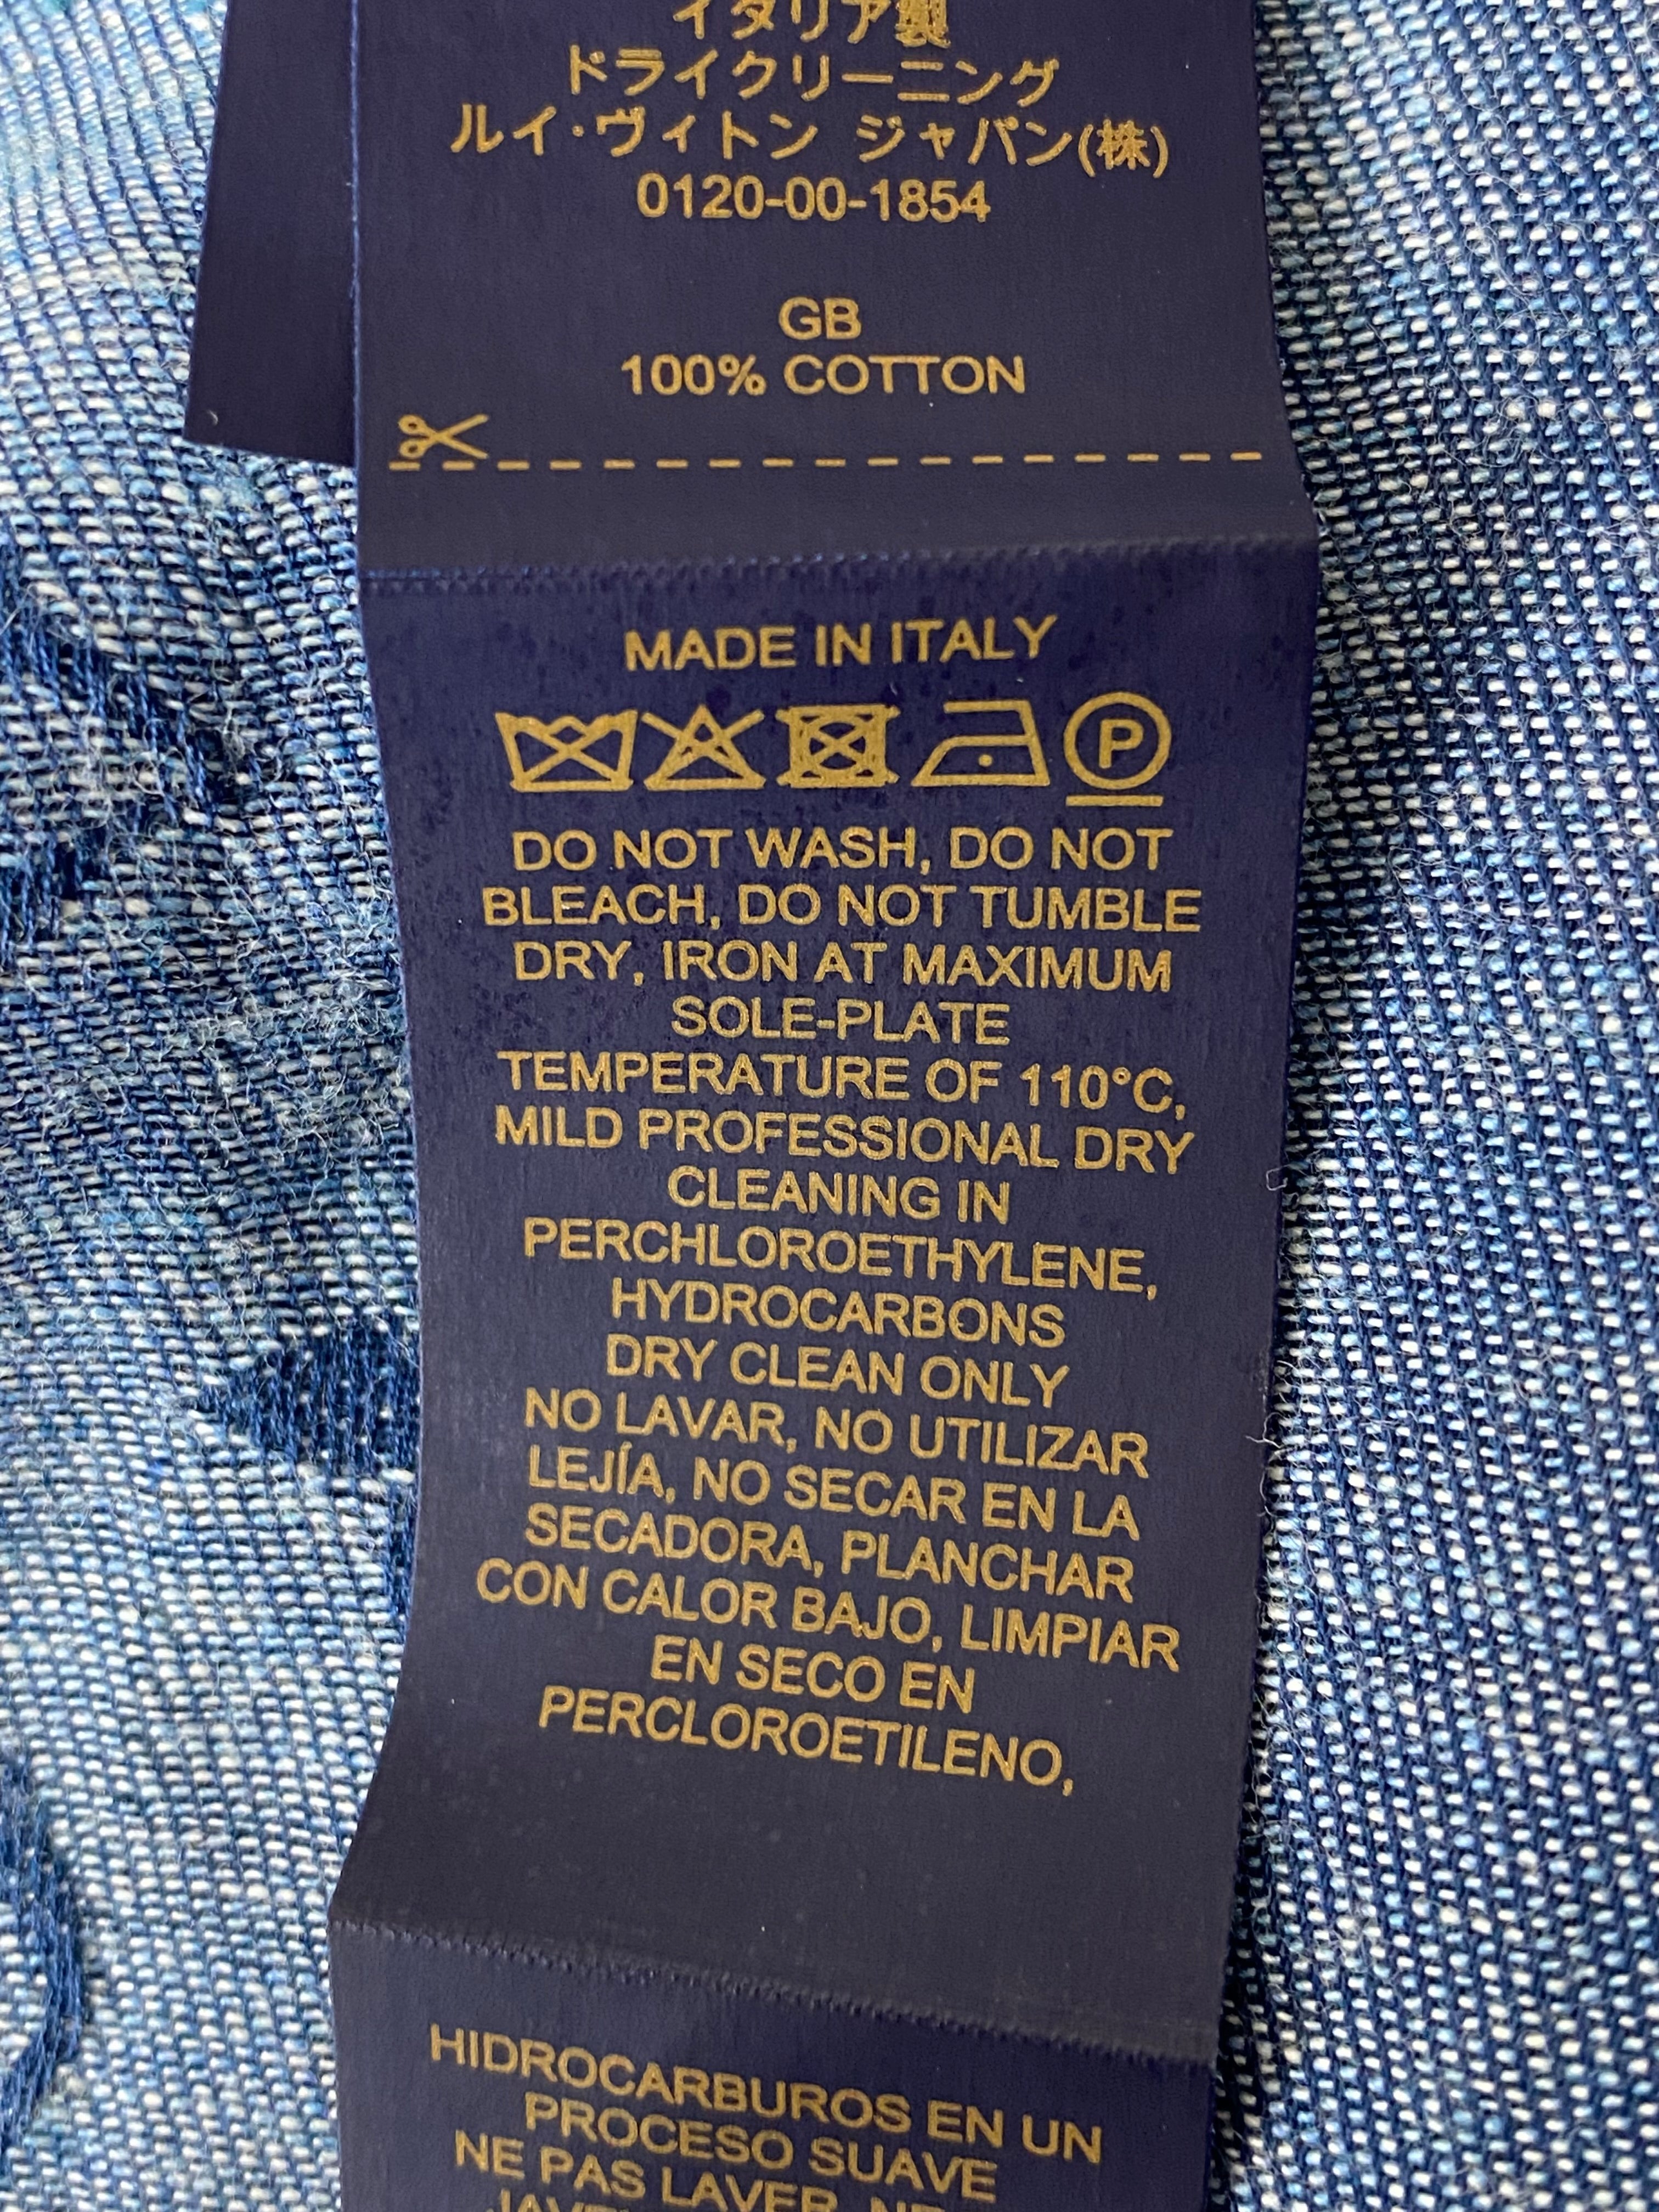 イタリア製
ドライクリーニング
ルイ・ヴィトン ジャパン(株)
0120-00-1854
GB
100% COTTON
MADE IN ITALY
P
DO NOT WASH, DO NOT
BLEACH, DO NOT TUMBLE
DRY, IRON AT MAXIMUM
SOLE-PLATE
TEMPERATURE OF 110°C,
MILD PROFESSIONAL DRY
CLEANING IN
PERCHLOROETHYLENE,
HYDROCARBONS
DRY CLEAN ONLY
NO LAVAR, NO UTILIZAR
LEJÍA, NO SECAR EN LA
SECADORA, PLANCHAR
CON CALOR BAJO, LIMPIAR
EN SECO EN
PERCLOROETILENO,
HIDROCARBUROS EN UN
PROCESO SUAVE
NE PAS LAVER, NE